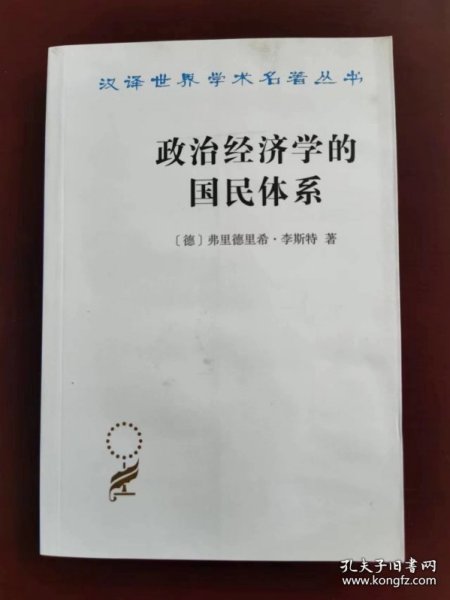 汉译世界学术名著丛书
政治经济学的
国民体系
〔德〕弗里德里希·李斯特 著
孔夫子旧书网
www.kongfz.com